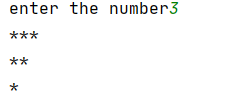 enter the number3
***
**
*